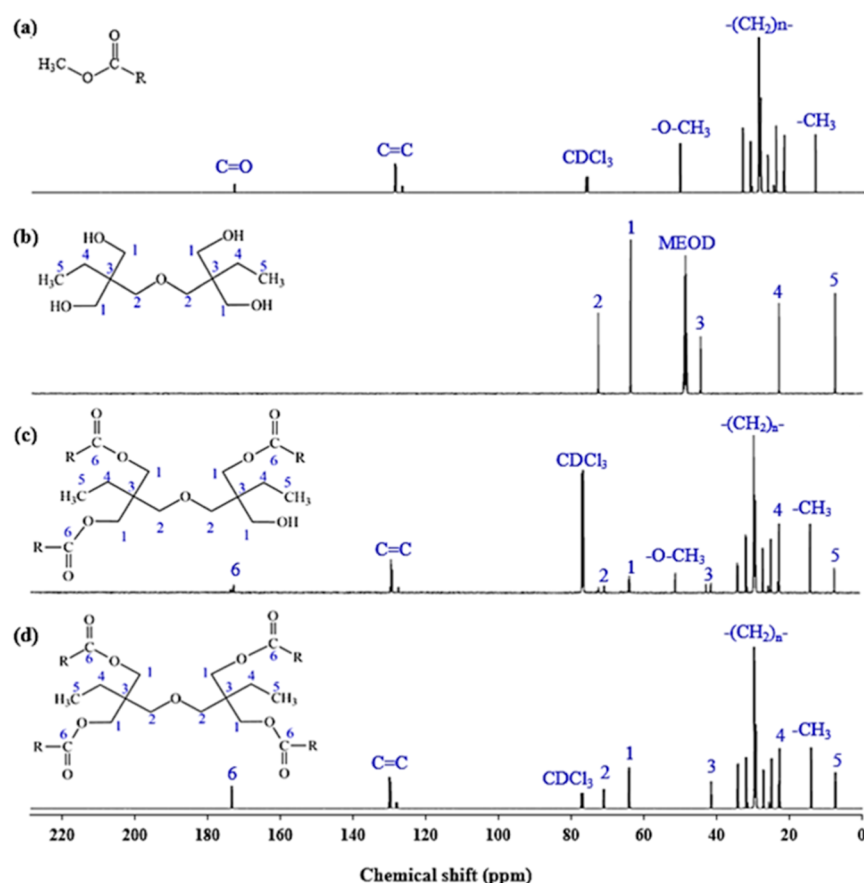 (a)
O
H₃C
C
O
R
C=O
C=C
CDCl₃
-O-CH₃
-(CH₂)n-
-CH₃
(b)
HO
OH
1
1
4
3
3
4
5
5
H₃C
O
CH₃
2
2
HO
1
1
OH
2
1
MEOD
3
4
5
(c)
O
O
R
C
6
O
O
C
6
R
1
1
5
4
3
3
4
5
H₃C
O
CH₃
6
O
2
2
R
C
1
1
OH
O
6
C=C
CDCl₃
2
1
-O-CH₃
3
-(CH₂)ₙ-
4
-CH₃
5
(d)
O
O
R
C
6
O
O
C
6
R
1
1
5
4
3
3
4
5
H₃C
O
CH₃
6
O
2
2
O
6
R
C
1
1
C
R
O
O
6
C=C
CDCl₃
2
1
3
-(CH₂)ₙ-
4
-CH₃
5
220 200 180 160 140 120 100 80 60 40 20 0
Chemical shift (ppm)